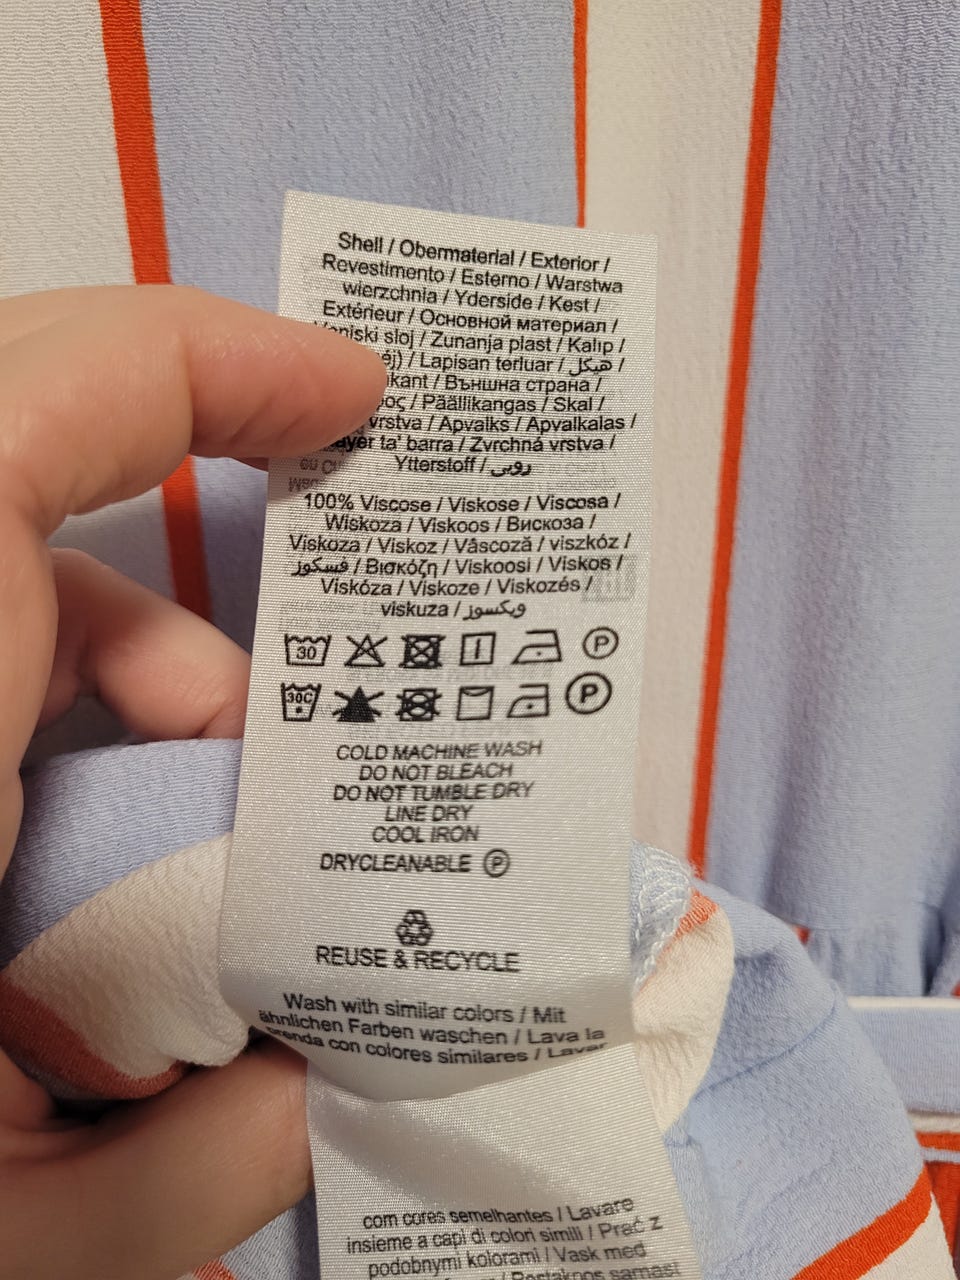 Shell / Obermaterial / Exterior /
Revestimento / Esterno / Warstwa
wierzchnia / Yderside / Kest /
Extérieur / Основной материал /
sloj / Zunanja plast / Kalıp /
/ Lapisan terluar / هيكل /
/ Външна страна /
/ Päällikangas / Skal /
vrstva / Apvalks / Apvalkalas /
ta' barra / Zvrchná vrstva /
Ytterstoff / رویی
100% Viscose / Viskose / Viscosa /
Wiskoza / Viskoos / Вискоза /
Viskoza / Viskoz / Vâscoză / viszkóz /
فسكوز / Βισκόζη / Viskoosi / Viskos /
Viskóza / Viskoze / Viskozés /
viskuza / ویسکوز
30 P
30C P
COLD MACHINE WASH
DO NOT BLEACH
DO NOT TUMBLE DRY
LINE DRY
COOL IRON
DRYCLEANABLE P
REUSE & RECYCLE
Wash with similar colors / Mit
ähnlichen Farben waschen / Lava la
prenda con colores similares / Lavar
com cores semelhantes / Lavare
insieme a capi di colori simili / Prać z
podobnymi kolorami / Vask med